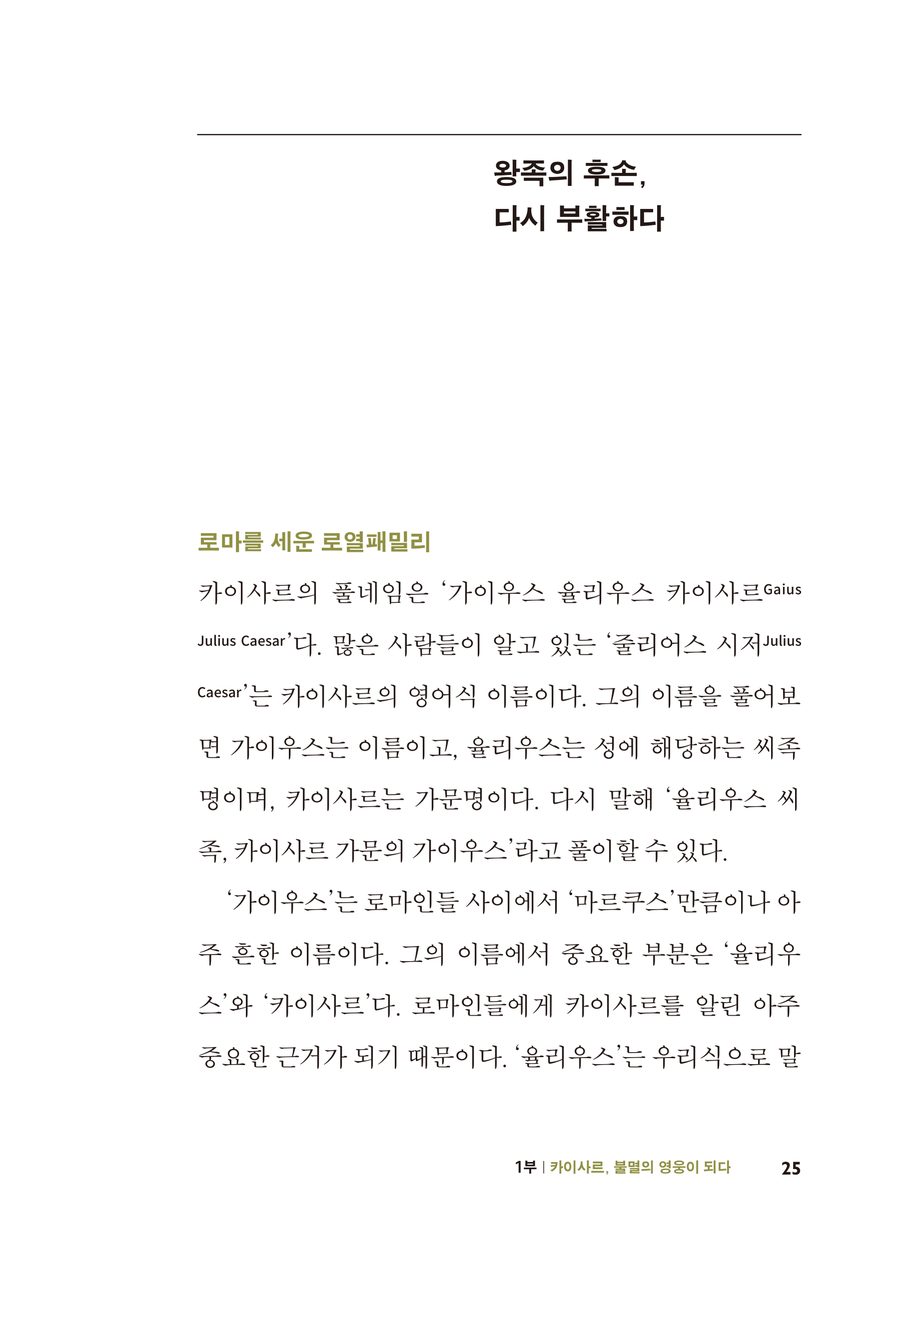 왕족의 후손,
다시 부활하다
로마를 세운 로열패밀리
카이사르의 풀네임은 ‘가이우스 율리우스 카이사르Gaius
Julius Caesar’다. 많은 사람들이 알고 있는 ‘줄리어스 시저Julius
Caesar’는 카이사르의 영어식 이름이다. 그의 이름을 풀어보
면 가이우스는 이름이고, 율리우스는 성에 해당하는 씨족
명이며, 카이사르는 가문명이다. 다시 말해 ‘율리우스 씨
족, 카이사르 가문의 가이우스’라고 풀이할 수 있다.
‘가이우스’는 로마인들 사이에서 ‘마르쿠스’만큼이나 아
주 흔한 이름이다. 그의 이름에서 중요한 부분은 ‘율리우
스’와 ‘카이사르’다. 로마인들에게 카이사르를 알린 아주
중요한 근거가 되기 때문이다. ‘율리우스’는 우리식으로 말
1부 | 카이사르, 불멸의 영웅이 되다 25